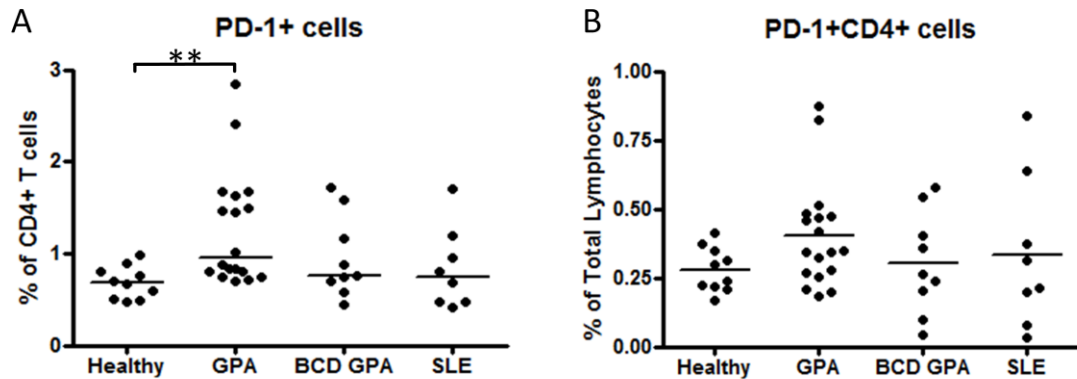 A
PD-1+ cells
**
% of CD4+ T cells
3
2
1
0
Healthy GPA BCD GPA SLE
B
PD-1+CD4+ cells
% of Total Lymphocytes
1.00
0.75
0.50
0.25
0.00
Healthy GPA BCD GPA SLE